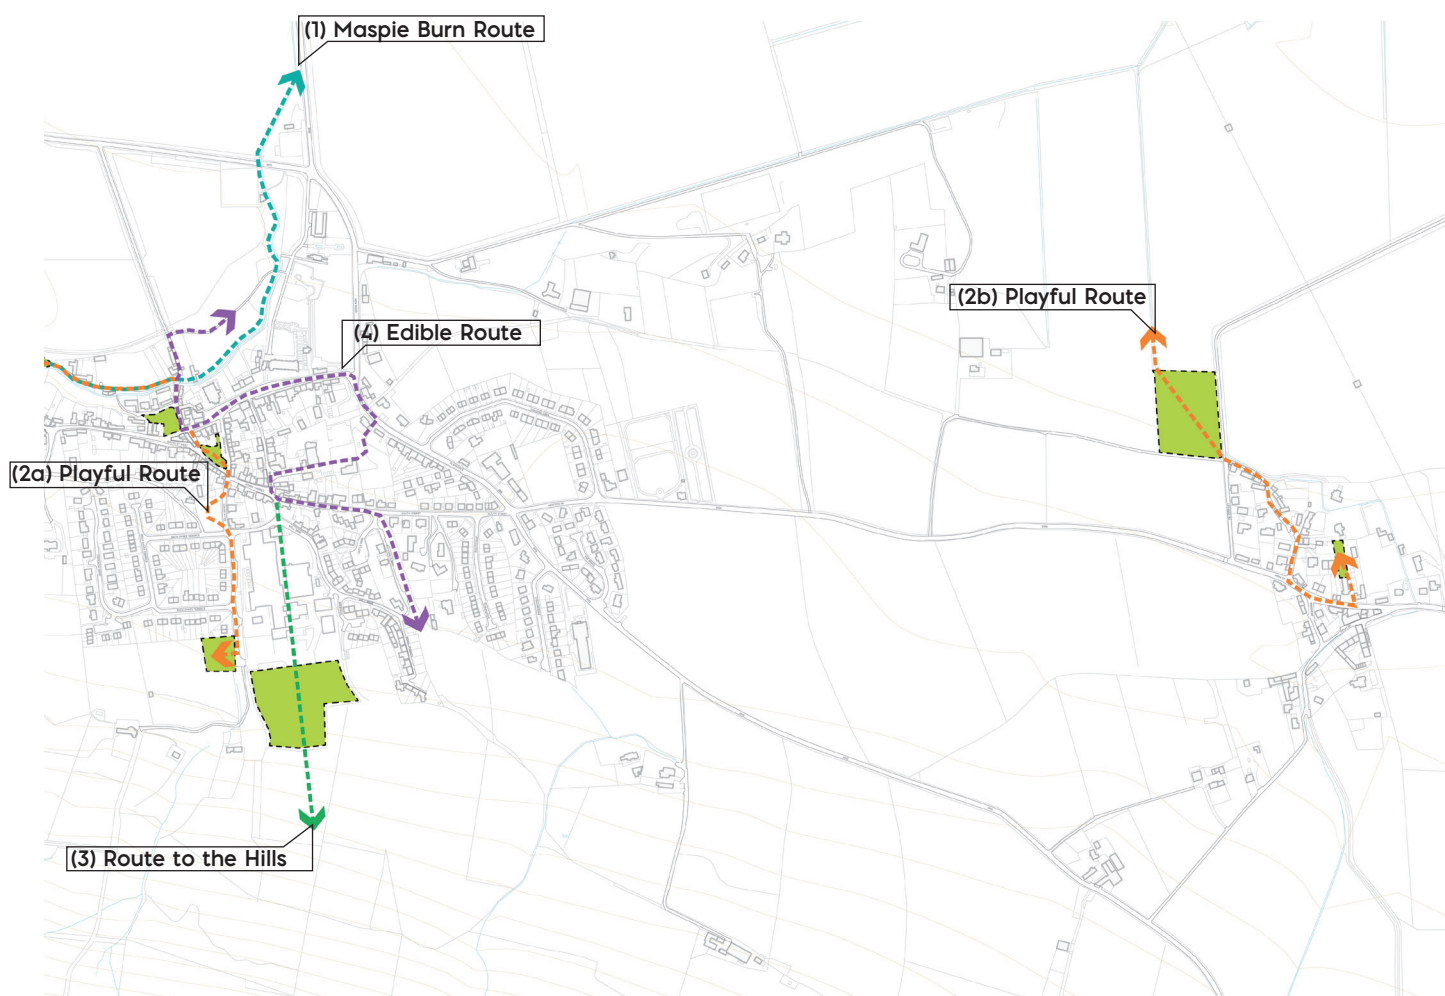 (1) Maspie Burn Route
(2b) Playful Route
(4) Edible Route
(2a) Playful Route
(3) Route to the Hills